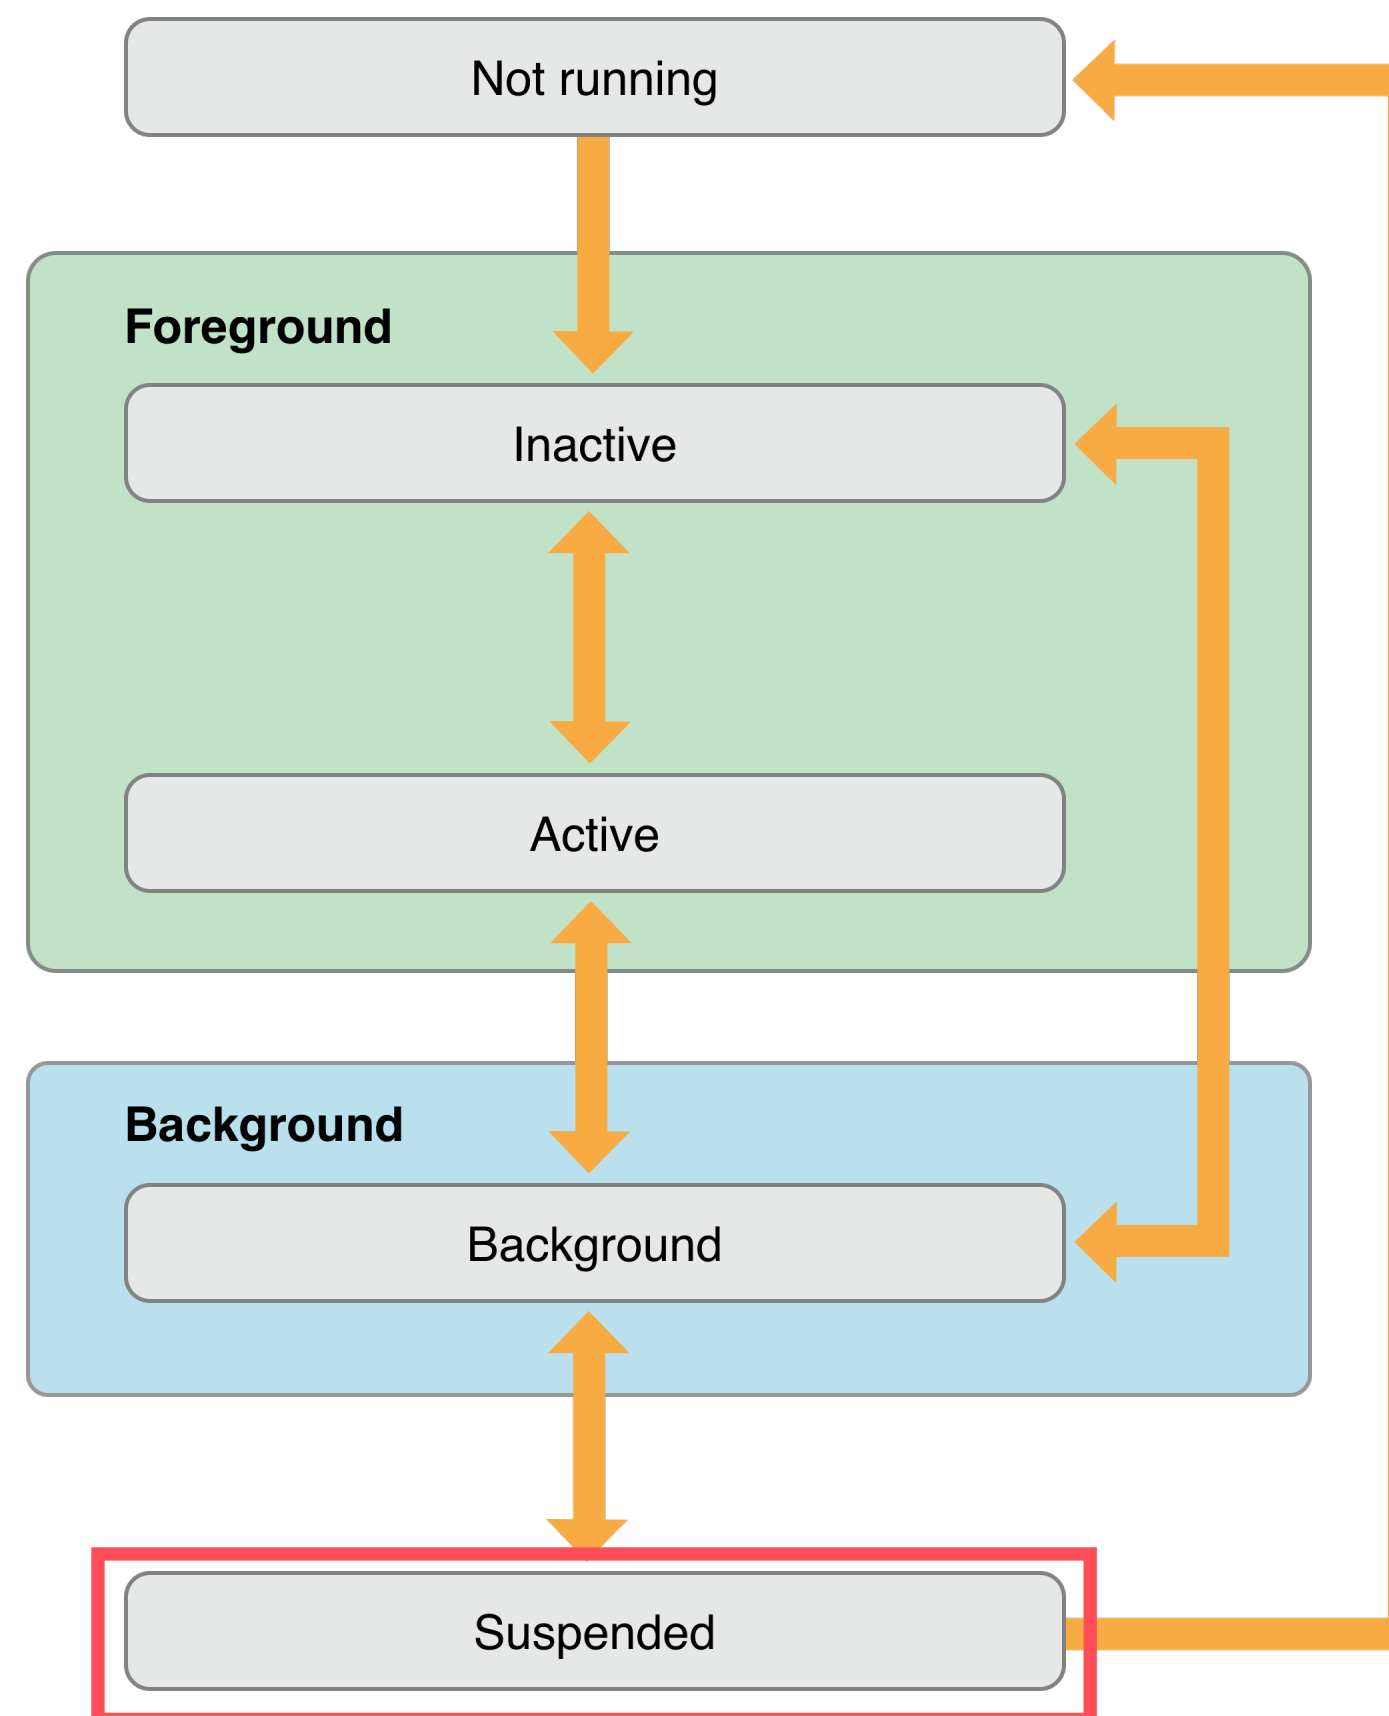 Not running
Foreground
Inactive
Active
Background
Background
Suspended